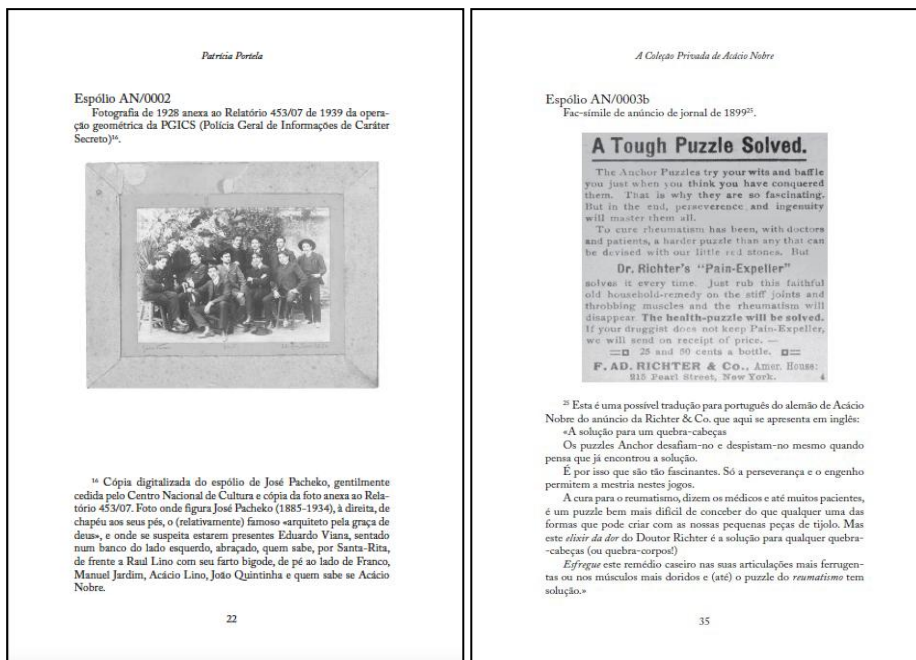 Patrícia Portela
Espólio AN/0002
Fotografia de 1928 anexa ao Relatório 453/07 de 1939 da opera-
ção geométrica da PGICS (Polícia Geral de Informações de Caráter
Secreto)¹⁶.
¹⁶ Cópia digitalizada do espólio de José Pacheko, gentilmente
cedida pelo Centro Nacional de Cultura e cópia da foto anexa ao Rela-
tório 453/07. Foto onde figura José Pacheko (1885-1934), à direita, de
chapéu aos seus pés, o (relativamente) famoso «arquiteto pela graça de
deus», e onde se suspeita estarem presentes Eduardo Viana, sentado
num banco do lado esquerdo, abraçado, quem sabe, por Santa-Rita,
de frente a Raul Lino com seu farto bigode, de pé ao lado de Franco,
Manuel Jardim, Acácio Lino, João Quintinha e quem sabe se Acácio
Nobre.
22
A Coleção Privada de Acácio Nobre
Espólio AN/0003b
Fac-símile de anúncio de jornal de 1899²⁵.
A Tough Puzzle Solved.
The Anchor Puzzles try your wits and baffle
you just when you think you have conquered
them. That is why they are so fascinating.
But in the end, perseverence and ingenuity
will master them all.
To cure rheumatism has been, with doctors
and patients, a harder puzzle than any that can
be devised with our little red stones. But
Dr. Richter's "Pain-Expeller"
solves it every time. Just rub this faithful
old household-remedy on the stiff joints and
throbbing muscles and the rheumatism will
disappear. The health-puzzle will be solved.
If your druggist does not keep Pain-Expeller,
we will send on receipt of price. —
25 and 50 cents a bottle.
F. AD. RICHTER & Co., Amer. House:
215 Pearl Street, New York. 4
²⁵ Esta é uma possível tradução para português do alemão de Acácio
Nobre do anúncio da Richter & Co. que aqui se apresenta em inglês:
«A solução para um quebra-cabeças
Os puzzles Anchor desafiam-no e despistam-no mesmo quando
pensa que já encontrou a solução.
É por isso que são tão fascinantes. Só a perseverança e o engenho
permitem a mestria nestes jogos.
A cura para o reumatismo, dizem os médicos e até muitos pacientes,
é um puzzle bem mais difícil de conceber do que qualquer uma das
formas que pode criar com as nossas pequenas peças de tijolo. Mas
este elixir da dor do Doutor Richter é a solução para qualquer quebra-
-cabeças (ou quebra-corpos!)
Esfregue este remédio caseiro nas suas articulações mais ferrugen-
tas ou nos músculos mais doridos e (até) o puzzle do reumatismo tem
solução.»
35